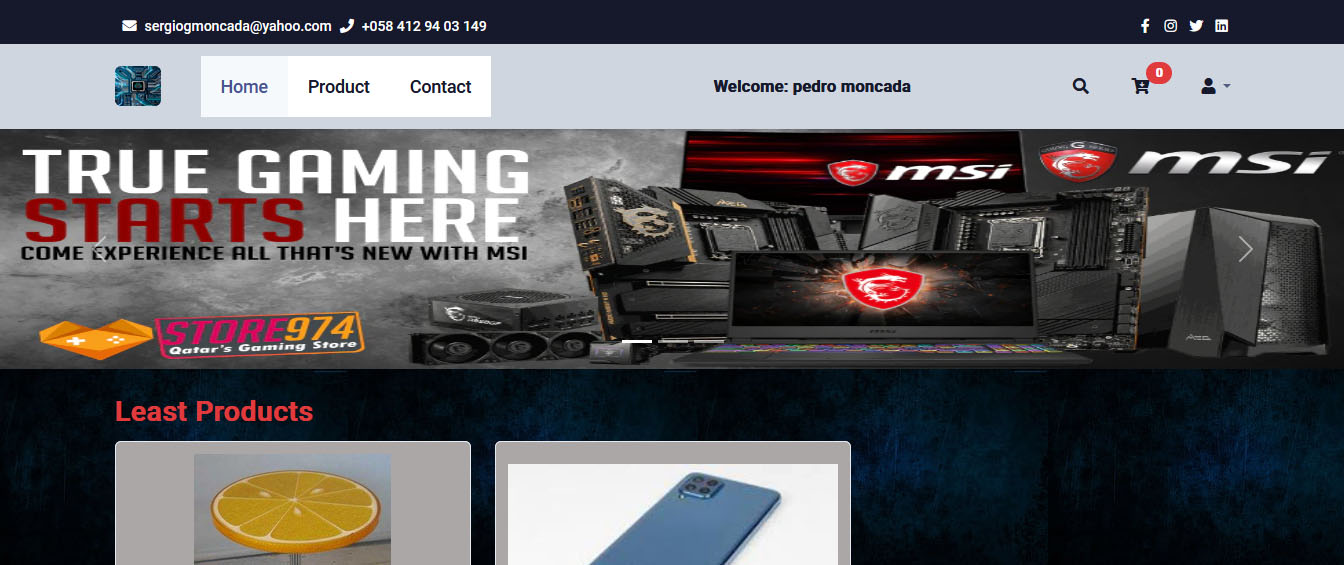 sergiogmoncada@yahoo.com +058 412 94 03 149
Home Product Contact Welcome: pedro moncada 0
TRUE GAMING
STARTS HERE
COME EXPERIENCE ALL THAT'S NEW WITH MSI
msi
msi
STORE974
Qatar's Gaming Store
msi
Least Products